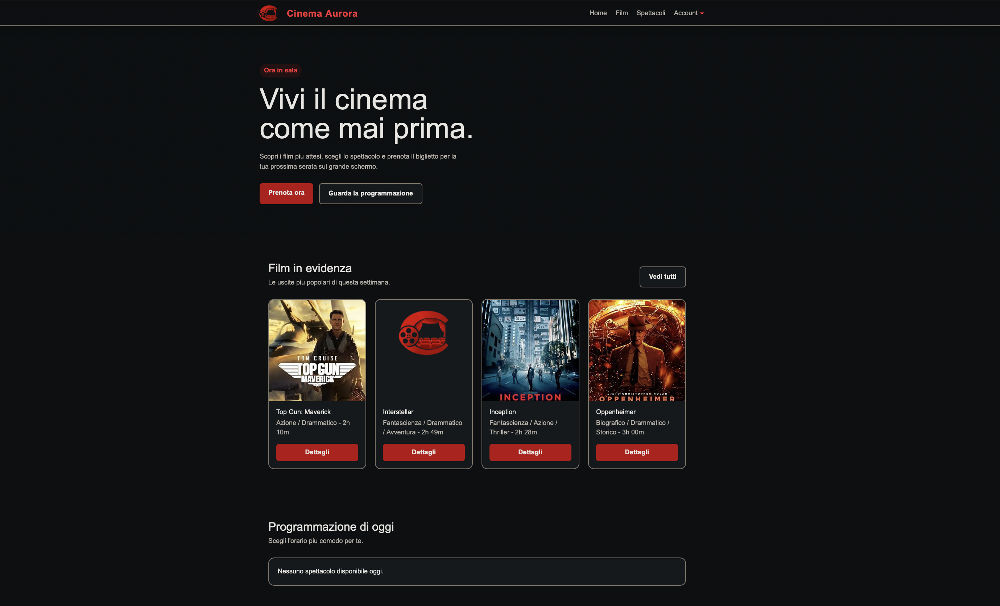 Cinema Aurora
Home
Film
Spettacoli
Account
Ora in sala
Vivi il cinema
come mai prima.
Scopri i film piu attesi, scegli lo spettacolo e prenota il biglietto per la
tua prossima serata sul grande schermo.
Prenota ora
Guarda la programmazione
Film in evidenza
Le uscite piu popolari di questa settimana.
Vedi tutti
TOM CRUISE
TOP GUN
MAVERICK
INCEPTION
A FILM BY CHRISTOPHER NOLAN
OPPENHEIMER
Top Gun: Maverick
Azione / Drammatico - 2h
10m
Dettagli
Interstellar
Fantascienza / Drammatico
/ Avventura - 2h 49m
Dettagli
Inception
Fantascienza / Azione /
Thriller - 2h 28m
Dettagli
Oppenheimer
Biografico / Drammatico /
Storico - 3h 00m
Dettagli
Programmazione di oggi
Scegli l'orario piu comodo per te.
Nessuno spettacolo disponibile oggi.